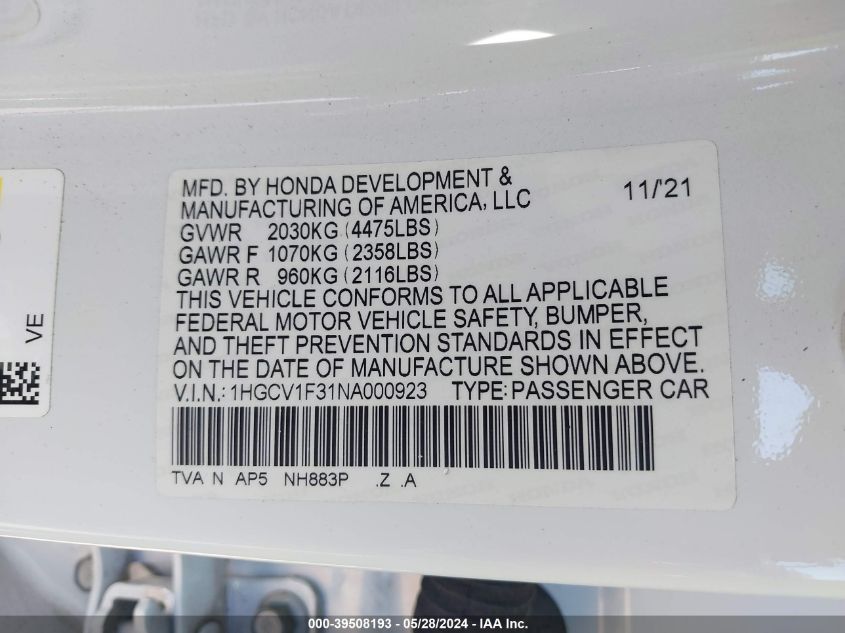 MFD. BY HONDA DEVELOPMENT &
MANUFACTURING OF AMERICA, LLC 11/'21
GVWR 2030KG (4475LBS)
GAWR F 1070KG (2358LBS)
GAWR R 960KG (2116LBS)
THIS VEHICLE CONFORMS TO ALL APPLICABLE
FEDERAL MOTOR VEHICLE SAFETY, BUMPER,
AND THEFT PREVENTION STANDARDS IN EFFECT
ON THE DATE OF MANUFACTURE SHOWN ABOVE.
V.I.N.: 1HGCV1F31NA000923 TYPE: PASSENGER CAR
TVA N AP5 NH883P .Z .A
VE
000-39508193 - 05/28/2024 - IAA Inc.